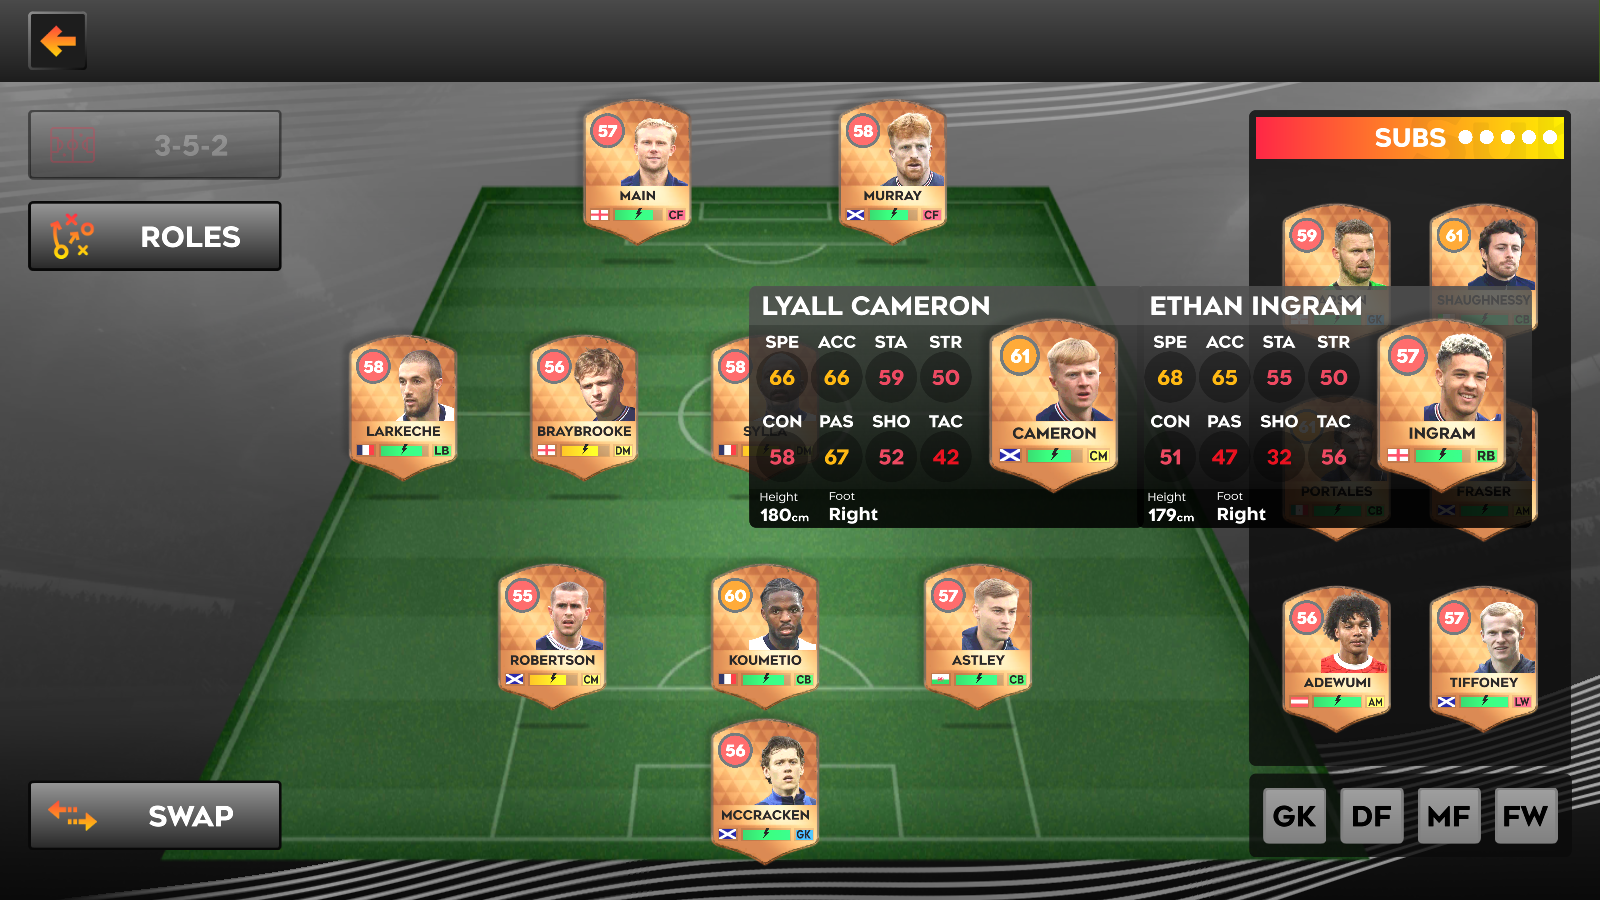 3-5-2
ROLES
57
MAIN
CF
58
MURRAY
CF
SUBS
59
GK
61
SHAUGHNESSY
CB
58
LARKECHE
LB
56
BRAYBROOKE
DM
58
LYALL CAMERON
SPE ACC STA STR
66 66 59 50
CON PAS SHO TAC
58 67 52 42
Height
180cm
Foot
Right
61
CAMERON
CM
ETHAN INGRAM
SPE ACC STA STR
68 65 55 50
CON PAS SHO TAC
51 47 32 56
Height
179cm
Foot
Right
57
INGRAM
RB
61
PORTALES
CB
FRASER
AM
55
ROBERTSON
CM
60
KOUMETIO
CB
57
ASTLEY
CB
56
ADEWUMI
AM
57
TIFFONEY
LW
56
MCCRACKEN
GK
SWAP
GK DF MF FW